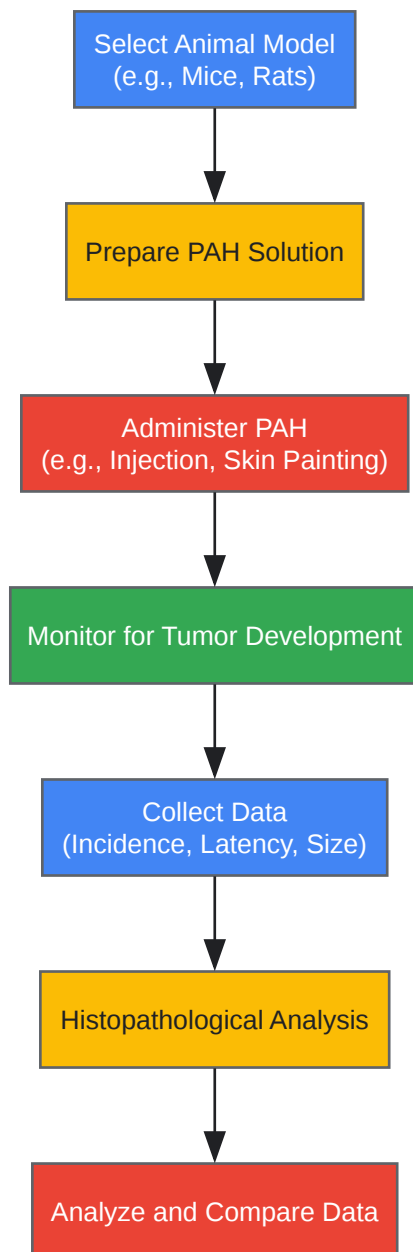 Select Animal Model
(e.g., Mice, Rats)
Prepare PAH Solution
Administer PAH
(e.g., Injection, Skin Painting)
Monitor for Tumor Development
Collect Data
(Incidence, Latency, Size)
Histopathological Analysis
Analyze and Compare Data